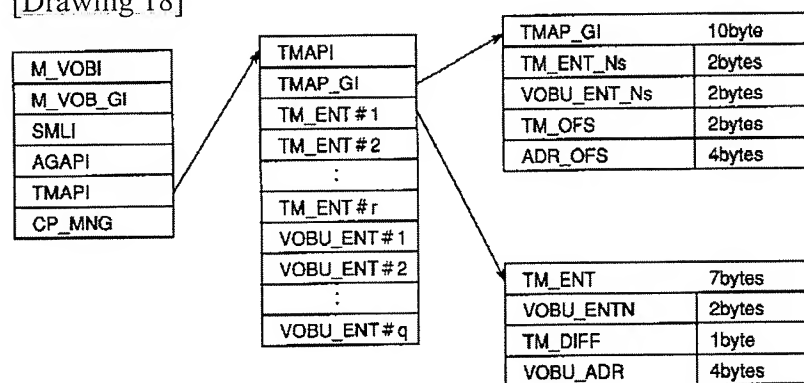 [Drawing 18]
M_VOBI
M_VOB_GI
SMLI
AGAPI
TMAPI
CP_MNG
TMAPI
TMAP_GI
TM_ENT#1
TM_ENT#2
:
TM_ENT#r
VOBU_ENT#1
VOBU_ENT#2
:
VOBU_ENT#q
TMAP_GI 10byte
TM_ENT_Ns 2bytes
VOBU_ENT_Ns 2bytes
TM_OFS 2bytes
ADR_OFS 4bytes
TM_ENT 7bytes
VOBU_ENTN 2bytes
TM_DIFF 1byte
VOBU_ADR 4bytes